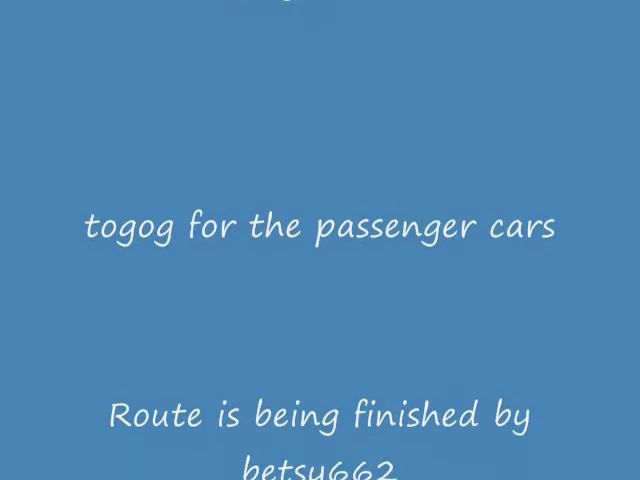 togog for the passenger cars
Route is being finished by
betsy662